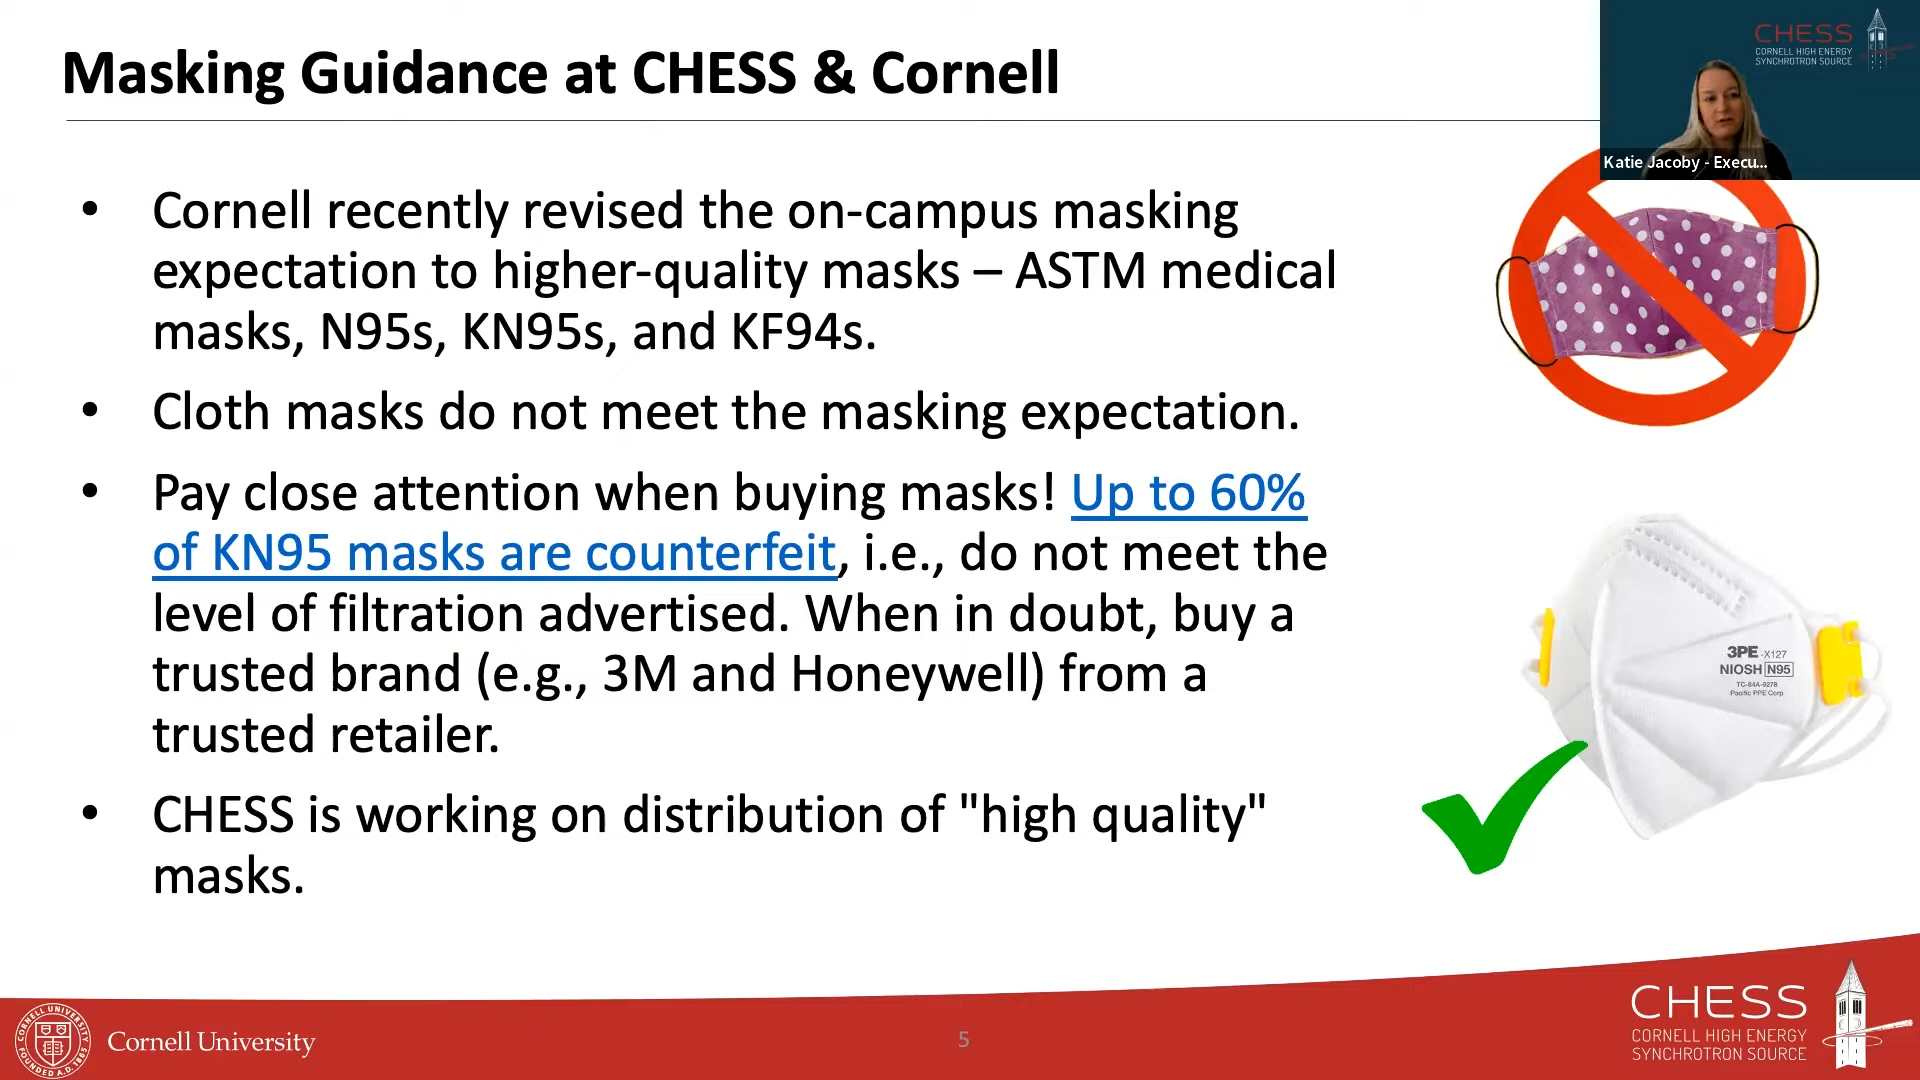 Masking Guidance at CHESS & Cornell
CHESS
CORNELL HIGH ENERGY
SYNCHROTRON SOURCE
Katie Jacoby - Execu...
• Cornell recently revised the on-campus masking
expectation to higher-quality masks – ASTM medical
masks, N95s, KN95s, and KF94s.
• Cloth masks do not meet the masking expectation.
• Pay close attention when buying masks! Up to 60%
of KN95 masks are counterfeit, i.e., do not meet the
level of filtration advertised. When in doubt, buy a
trusted brand (e.g., 3M and Honeywell) from a
trusted retailer.
• CHESS is working on distribution of "high quality"
masks.
3PE -X127
NIOSH N95
TC-84A-9278
Pacific PPE Corp
CORNELL UNIVERSITY
FOUNDED A.D. 1865
Cornell University
5
CHESS
CORNELL HIGH ENERGY
SYNCHROTRON SOURCE